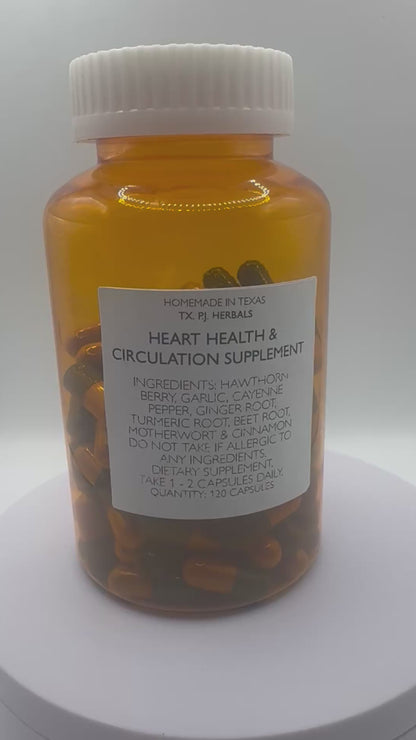 HOMEMADE IN TEXAS
TX. P.J. HERBALS
HEART HEALTH &
CIRCULATION SUPPLEMENT
INGREDIENTS: HAWTHORN
BERRY, GARLIC, CAYENNE
PEPPER, GINGER ROOT,
TURMERIC ROOT, BEET ROOT,
MOTHERWORT & CINNAMON
DO NOT TAKE IF ALLERGIC TO
ANY INGREDIENTS.
DIETARY SUPPLEMENT.
TAKE 1 - 2 CAPSULES DAILY.
QUANTITY: 120 CAPSULES